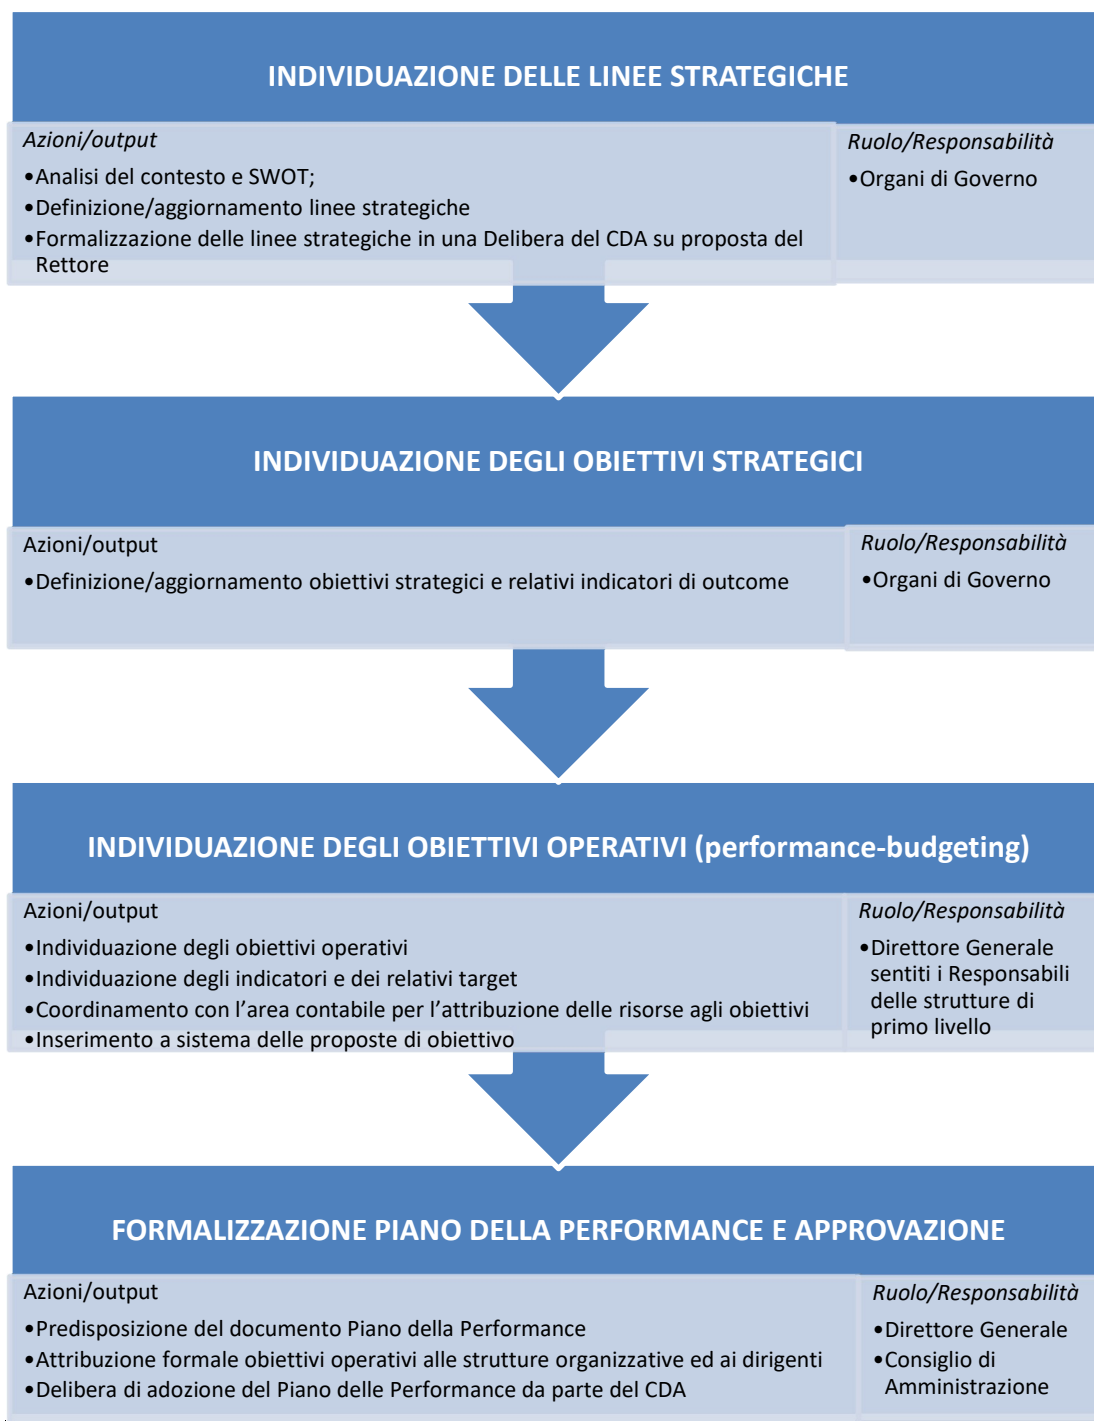 INDIVIDUAZIONE DELLE LINEE STRATEGICHE
Azioni/output
•Analisi del contesto e SWOT;
•Definizione/aggiornamento linee strategiche
•Formalizzazione delle linee strategiche in una Delibera del CDA su proposta del
Rettore
Ruolo/Responsabilità
•Organi di Governo
INDIVIDUAZIONE DEGLI OBIETTIVI STRATEGICI
Azioni/output
•Definizione/aggiornamento obiettivi strategici e relativi indicatori di outcome
Ruolo/Responsabilità
•Organi di Governo
INDIVIDUAZIONE DEGLI OBIETTIVI OPERATIVI (performance-budgeting)
Azioni/output
•Individuazione degli obiettivi operativi
•Individuazione degli indicatori e dei relativi target
•Coordinamento con l’area contabile per l’attribuzione delle risorse agli obiettivi
•Inserimento a sistema delle proposte di obiettivo
Ruolo/Responsabilità
•Direttore Generale
sentiti i Responsabili
delle strutture di
primo livello
FORMALIZZAZIONE PIANO DELLA PERFORMANCE E APPROVAZIONE
Azioni/output
•Predisposizione del documento Piano della Performance
•Attribuzione formale obiettivi operativi alle strutture organizzative ed ai dirigenti
•Delibera di adozione del Piano delle Performance da parte del CDA
Ruolo/Responsabilità
•Direttore Generale
•Consiglio di
Amministrazione